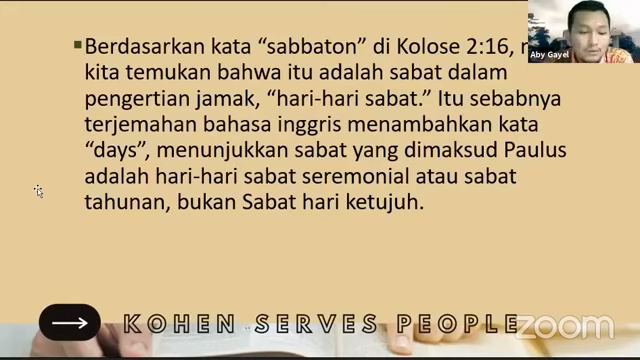 Berdasarkan kata “sabbaton” di Kolose 2:16,
kita temukan bahwa itu adalah sabat dalam
pengertian jamak, “hari-hari sabat.” Itu sebabnya
terjemahan bahasa inggris menambahkan kata
“days”, menunjukkan sabat yang dimaksud Paulus
adalah hari-hari sabat seremonial atau sabat
tahunan, bukan Sabat hari ketujuh.
Aby Gayel
KOHEN SERVES PEOPLE
zoom